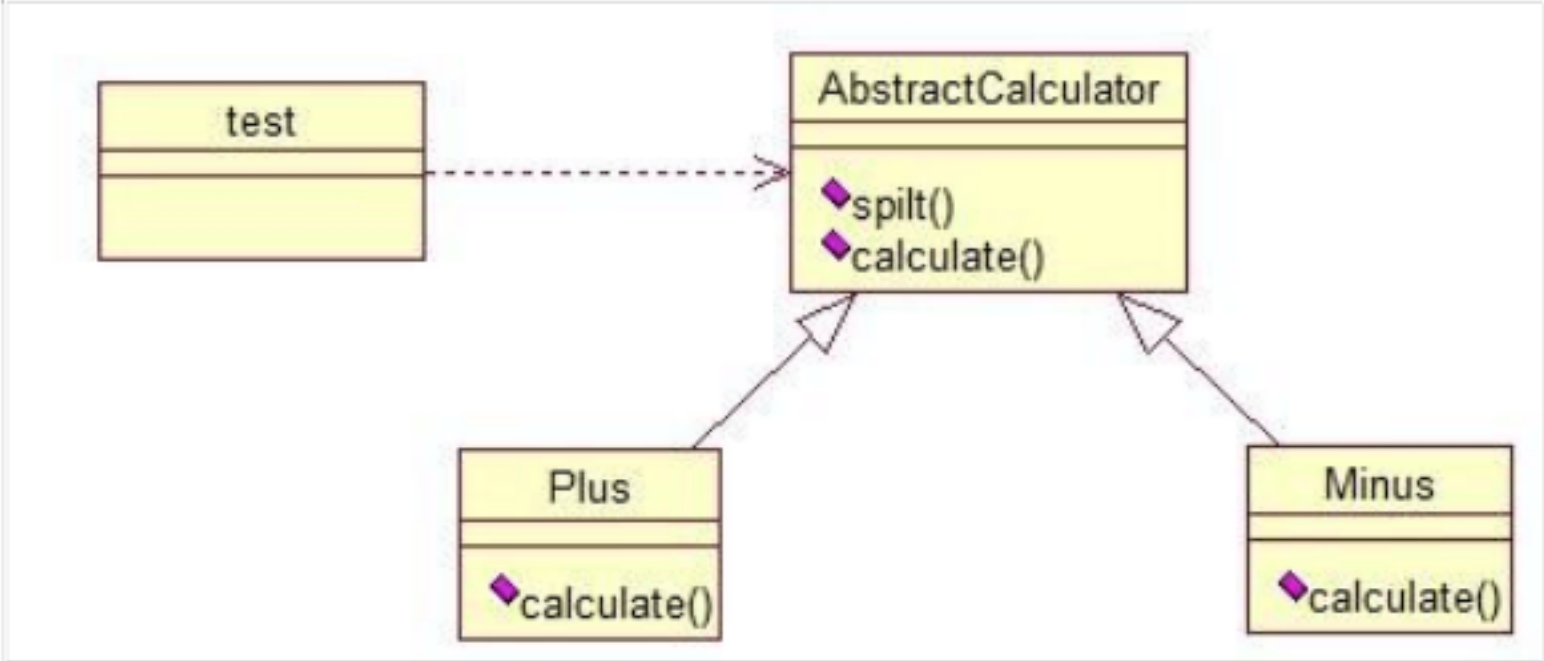 test
AbstractCalculator
spilt()
calculate()
Plus
calculate()
Minus
calculate()